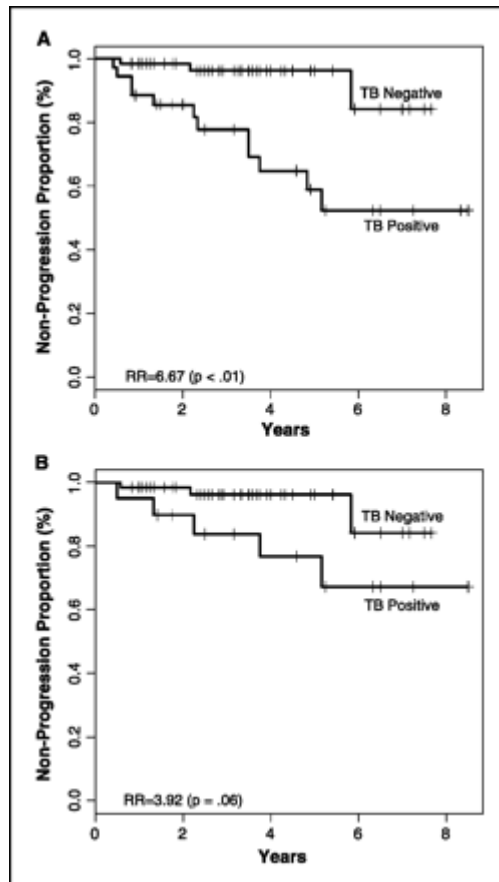 A
Non-Progression Proportion (%)
1.0
0.8
0.6
0.4
0.2
0.0
TB Negative
TB Positive
RR=6.67 (p < .01)
0 2 4 6 8
Years
B
Non-Progression Proportion (%)
1.0
0.8
0.6
0.4
0.2
0.0
TB Negative
TB Positive
RR=3.92 (p = .06)
0 2 4 6 8
Years